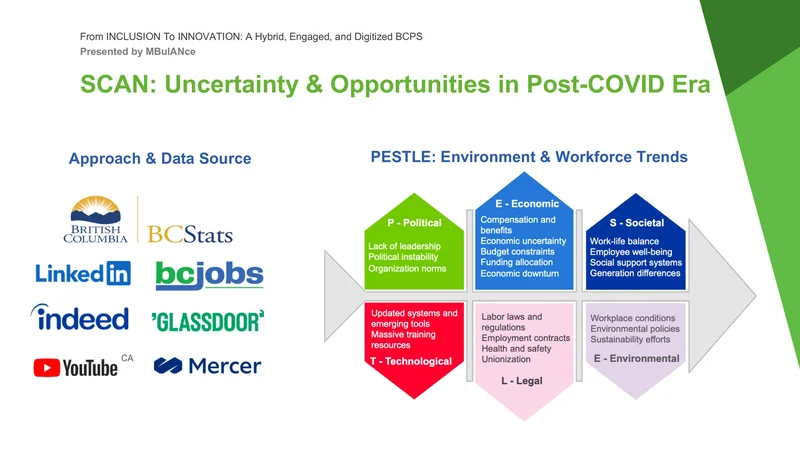 From INCLUSION To INNOVATION: A Hybrid, Engaged, and Digitized BCPS
Presented by MBulANce
SCAN: Uncertainty & Opportunities in Post-COVID Era
Approach & Data Source
BRITISH
COLUMBIA
BCStats
Linkedin
bcjobs
indeed
'GLASSDOOR'
YouTube CA
Mercer
PESTLE: Environment & Workforce Trends
P - Political
Lack of leadership
Political instability
Organization norms
E - Economic
Compensation and
benefits
Economic uncertainty
Budget constraints
Funding allocation
Economic downturn
S - Societal
Work-life balance
Employee well-being
Social support systems
Generation differences
Updated systems and
emerging tools
Massive training
resources
T - Technological
Labor laws and
regulations
Employment contracts
Health and safety
Unionization
L - Legal
Workplace conditions
Environmental policies
Sustainability efforts
E - Environmental